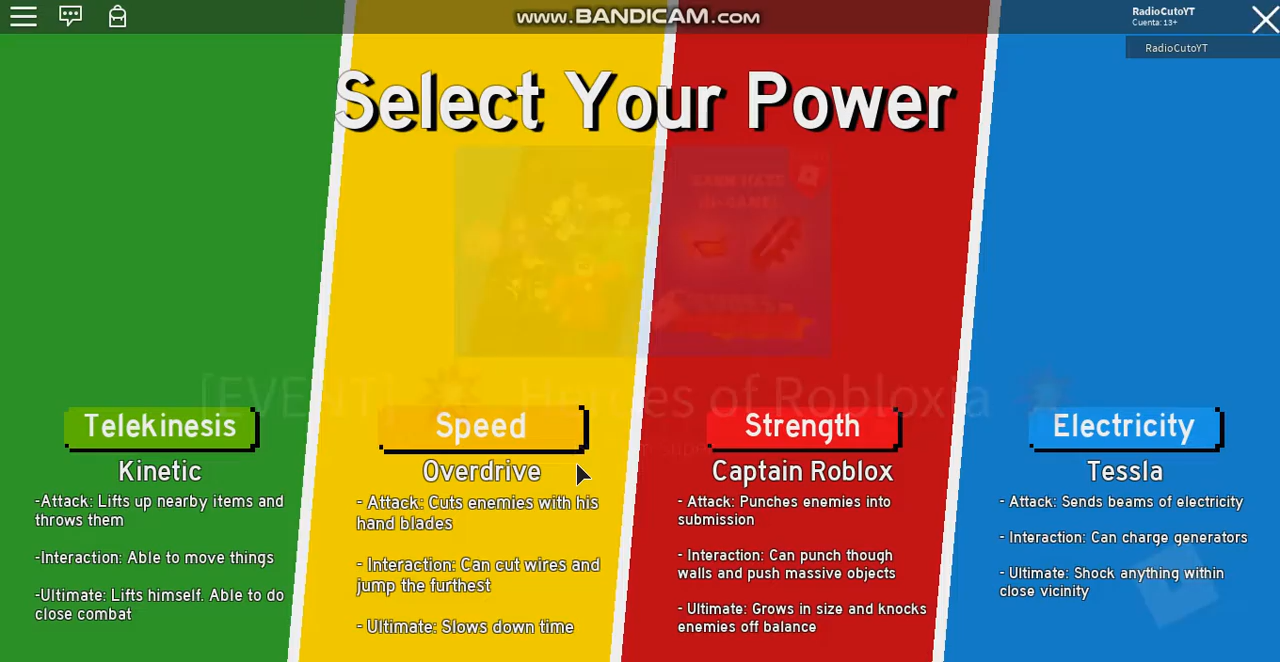 www.BANDICAM.com
RadioCutoYT
Cuenta: 13+
RadioCutoYT
Select Your Power
[EVENT] Heroes of Robloxia
Telekinesis
Kinetic
-Attack: Lifts up nearby items and
throws them
-Interaction: Able to move things
-Ultimate: Lifts himself. Able to do
close combat
Speed
Overdrive
- Attack: Cuts enemies with his
hand blades
- Interaction: Can cut wires and
jump the furthest
- Ultimate: Slows down time
Strength
Captain Roblox
- Attack: Punches enemies into
submission
- Interaction: Can punch though
walls and push massive objects
- Ultimate: Grows in size and knocks
enemies off balance
Electricity
Tessla
- Attack: Sends beams of electricity
- Interaction: Can charge generators
- Ultimate: Shock anything within
close vicinity